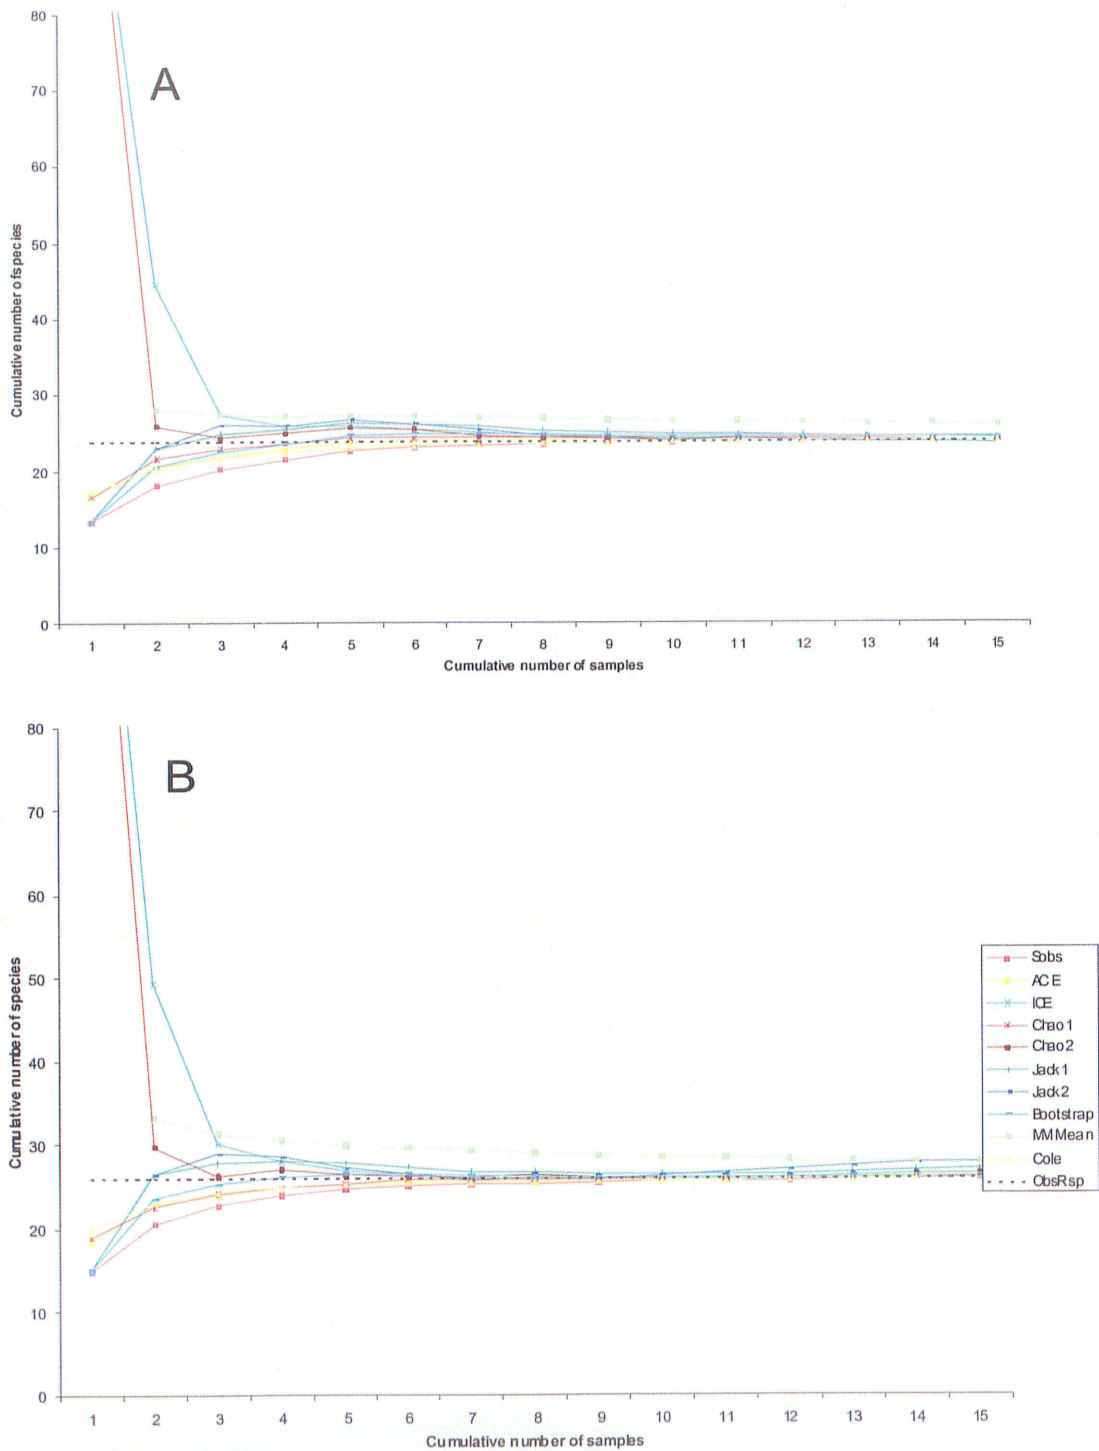 A
80
70
60
50
40
30
20
10
0
Cumulative number of species
1 2 3 4 5 6 7 8 9 10 11 12 13 14 15
Cumulative number of samples
B
80
70
60
50
40
30
20
10
0
Cumulative number of species
1 2 3 4 5 6 7 8 9 10 11 12 13 14 15
Cumulative number of samples
Sobs
ACE
ICE
Chao1
Chao2
Jack1
Jack2
Bootstrap
MMMean
Cole
ObsRsp